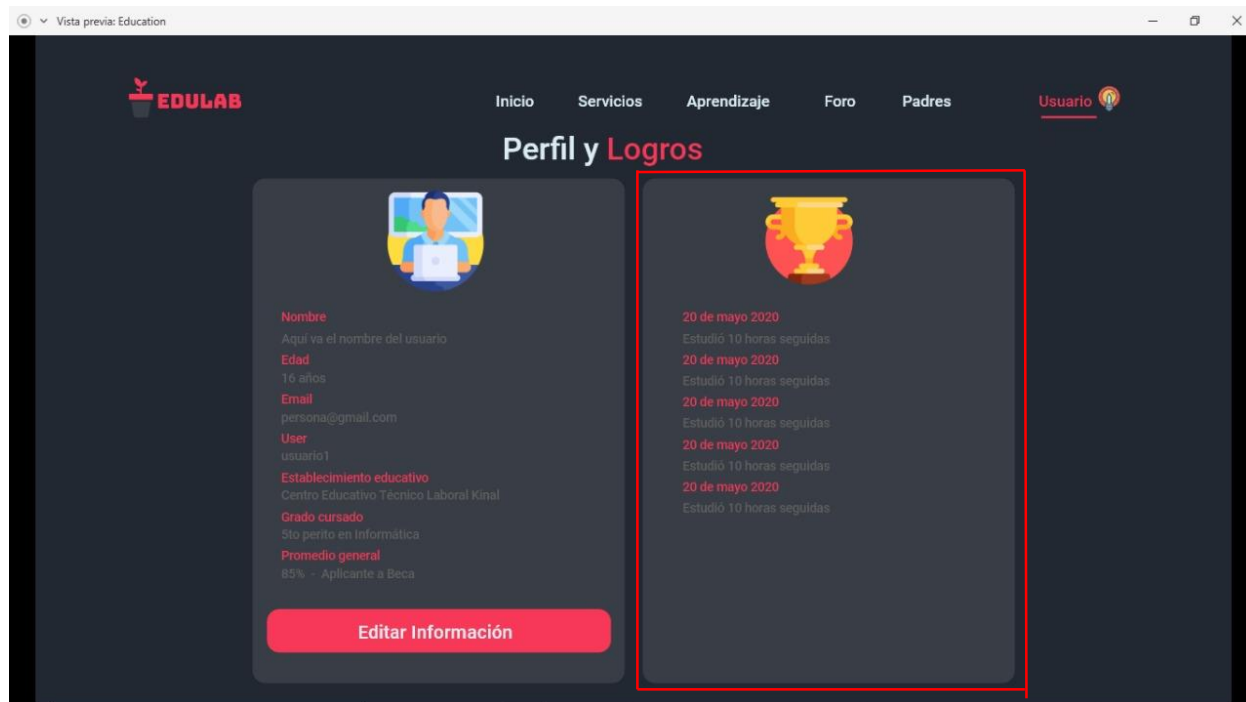 Vista previa: Education
EDULAB
Inicio Servicios Aprendizaje Foro Padres Usuario
Perfil y Logros
Nombre
Aquí va el nombre del usuario
Edad
16 años
Email
persona@gmail.com
User
usuario1
Establecimiento educativo
Centro Educativo Técnico Laboral Kinal
Grado cursado
5to perito en Informática
Promedio general
85% - Aplicante a Beca
Editar Información
20 de mayo 2020
Estudió 10 horas seguidas
20 de mayo 2020
Estudió 10 horas seguidas
20 de mayo 2020
Estudió 10 horas seguidas
20 de mayo 2020
Estudió 10 horas seguidas
20 de mayo 2020
Estudió 10 horas seguidas